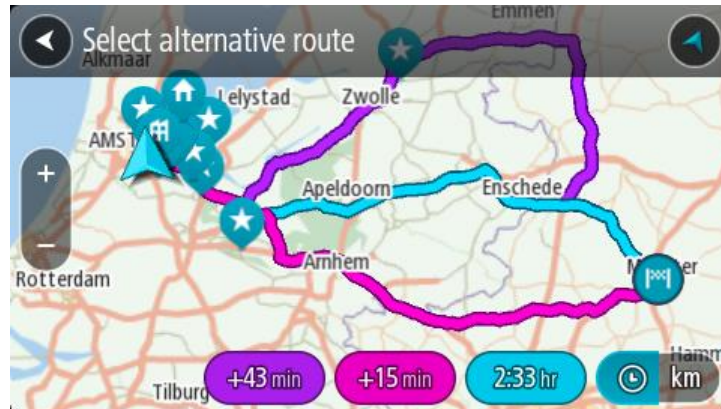 Emmen
Select alternative route
Alkmaar
Lelystad
Zwolle
AMST
+
Apeldoorn
Enschede
−
Arnhem
Rotterdam
Hamm
Tilburg
+43 min
+15 min
2:33 hr
km